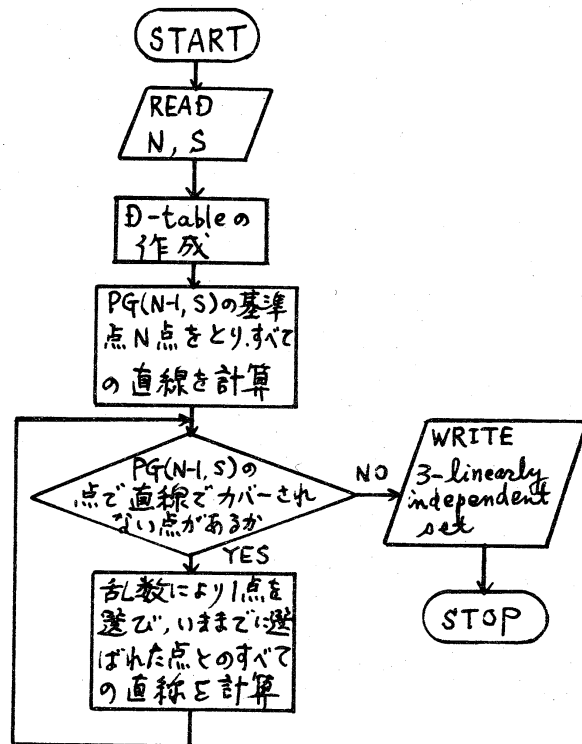 START
READ
N, S
D-tableの
作成
PG(N-1, S)の基準
点N点をとり、すべて
の直線を計算
PG(N-1, S)の
点で直線でカバーされ
ない点があるか
NO
YES
WRITE
3-linearly
independent
set
STOP
乱数により1点を
選び,いままでに選
ばれた点とのすべて
の直線を計算